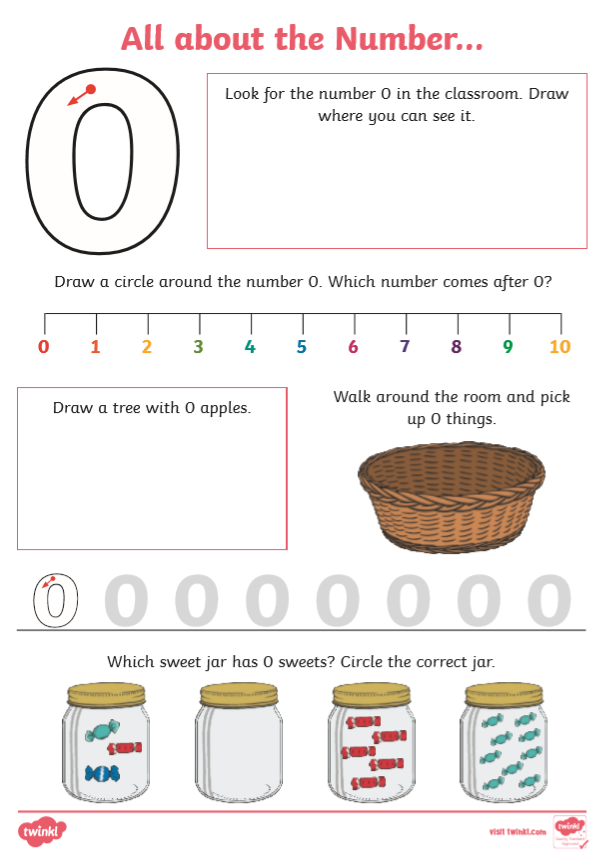 All about the Number...
0
Look for the number 0 in the classroom. Draw
where you can see it.
Draw a circle around the number 0. Which number comes after 0?
0 1 2 3 4 5 6 7 8 9 10
Draw a tree with 0 apples.
Walk around the room and pick
up 0 things.
0 0 0 0 0 0 0 0
Which sweet jar has 0 sweets? Circle the correct jar.
twinkl
visit twinkl.com
twinkl